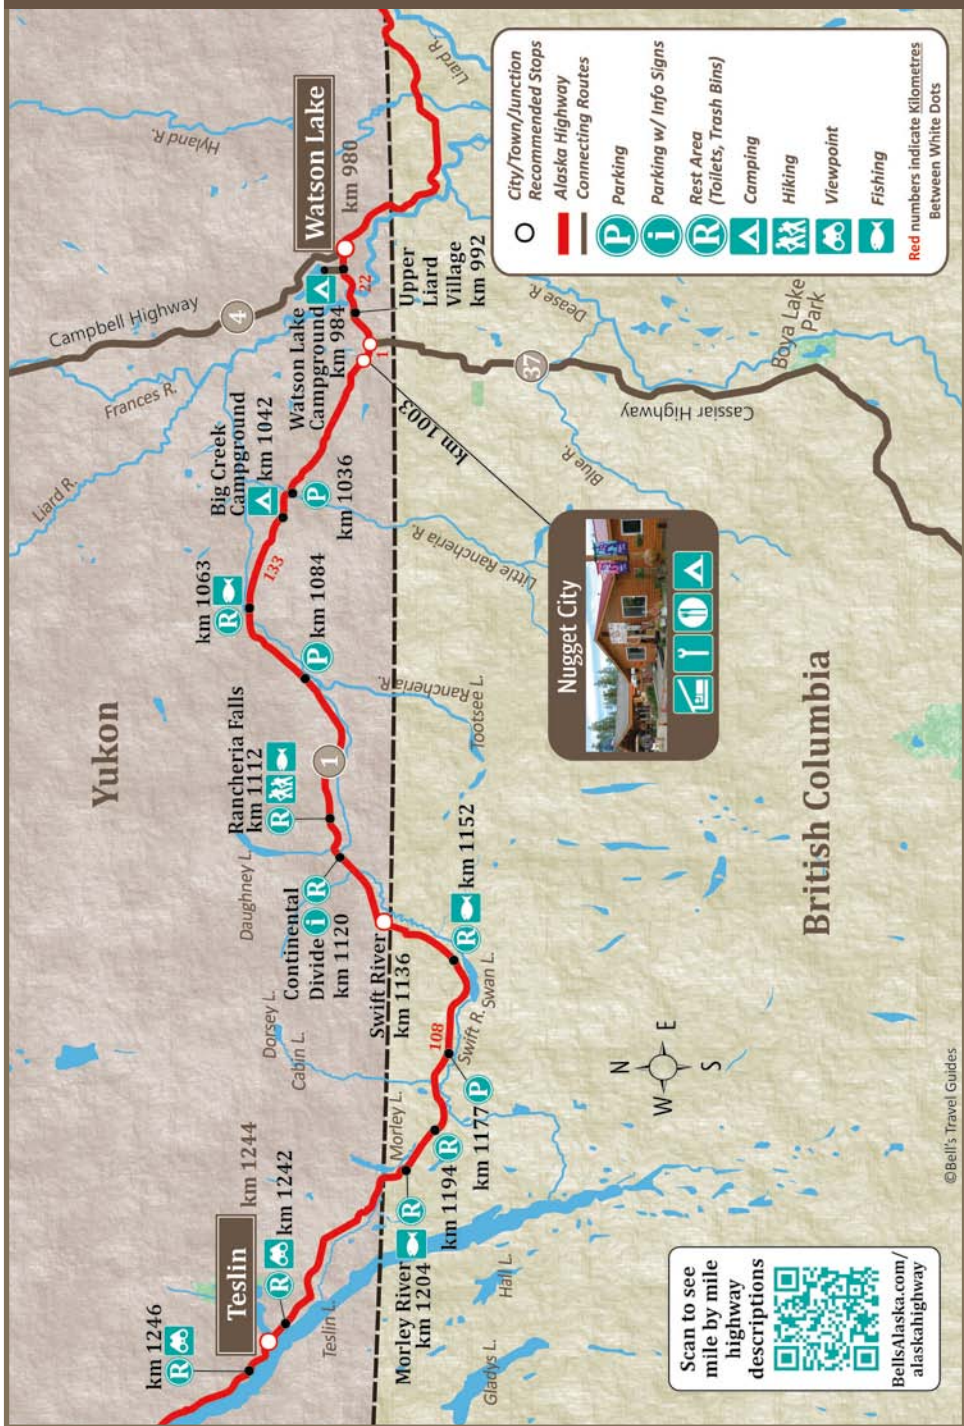 Yukon
British Columbia
Teslin
km 1244
km 1246
R
km 1242
R
Teslin L.
Gladys L.
Hall L.
Morley River
km 1204
R
Morley L.
km 1194
R
km 1177
P
Swift R.
Swan L.
108
km 1152
R
Swift River
km 1136
Dorsey L.
Cabin L.
Daughney L.
Continental
Divide
i
R
km 1120
Rancheria Falls
km 1112
R
1
km 1084
P
Rancheria R.
Tootsee L.
km 1063
R
133
Big Creek
Campground
km 1042
km 1036
P
Little Rancheria R.
Nugget City
km 1003
1
Liard R.
Frances R.
Campbell Highway
4
Watson Lake
Campground
km 984
22
Watson Lake
km 980
Upper
Liard
Village
km 992
Hyland R.
Liard R.
Blue R.
Dease R.
37
Cassiar Highway
Boya Lake
Park
City/Town/Junction
Recommended Stops
Alaska Highway
Connecting Routes
P
Parking
i
Parking w/ Info Signs
R
Rest Area
(Toilets, Trash Bins)
Camping
Hiking
Viewpoint
Fishing
Red numbers indicate Kilometres
Between White Dots
N
W
E
S
Scan to see
mile by mile
highway
descriptions
BellsAlaska.com/
alaskahighway
©Bell's Travel Guides